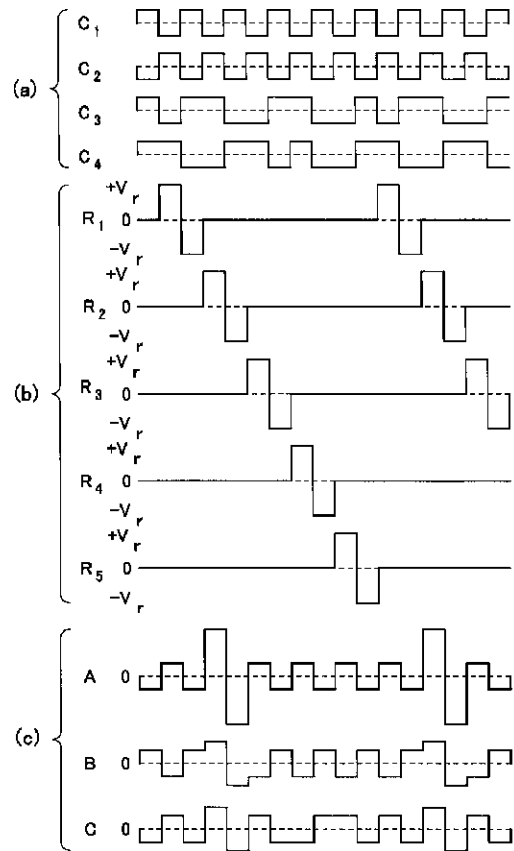 C1
C2
(a)
C3
C4
+Vr
R1 0
-Vr
+Vr
R2 0
-Vr
+Vr
(b)
R3 0
-Vr
+Vr
R4 0
-Vr
+Vr
R5 0
-Vr
A 0
(c)
B 0
C 0